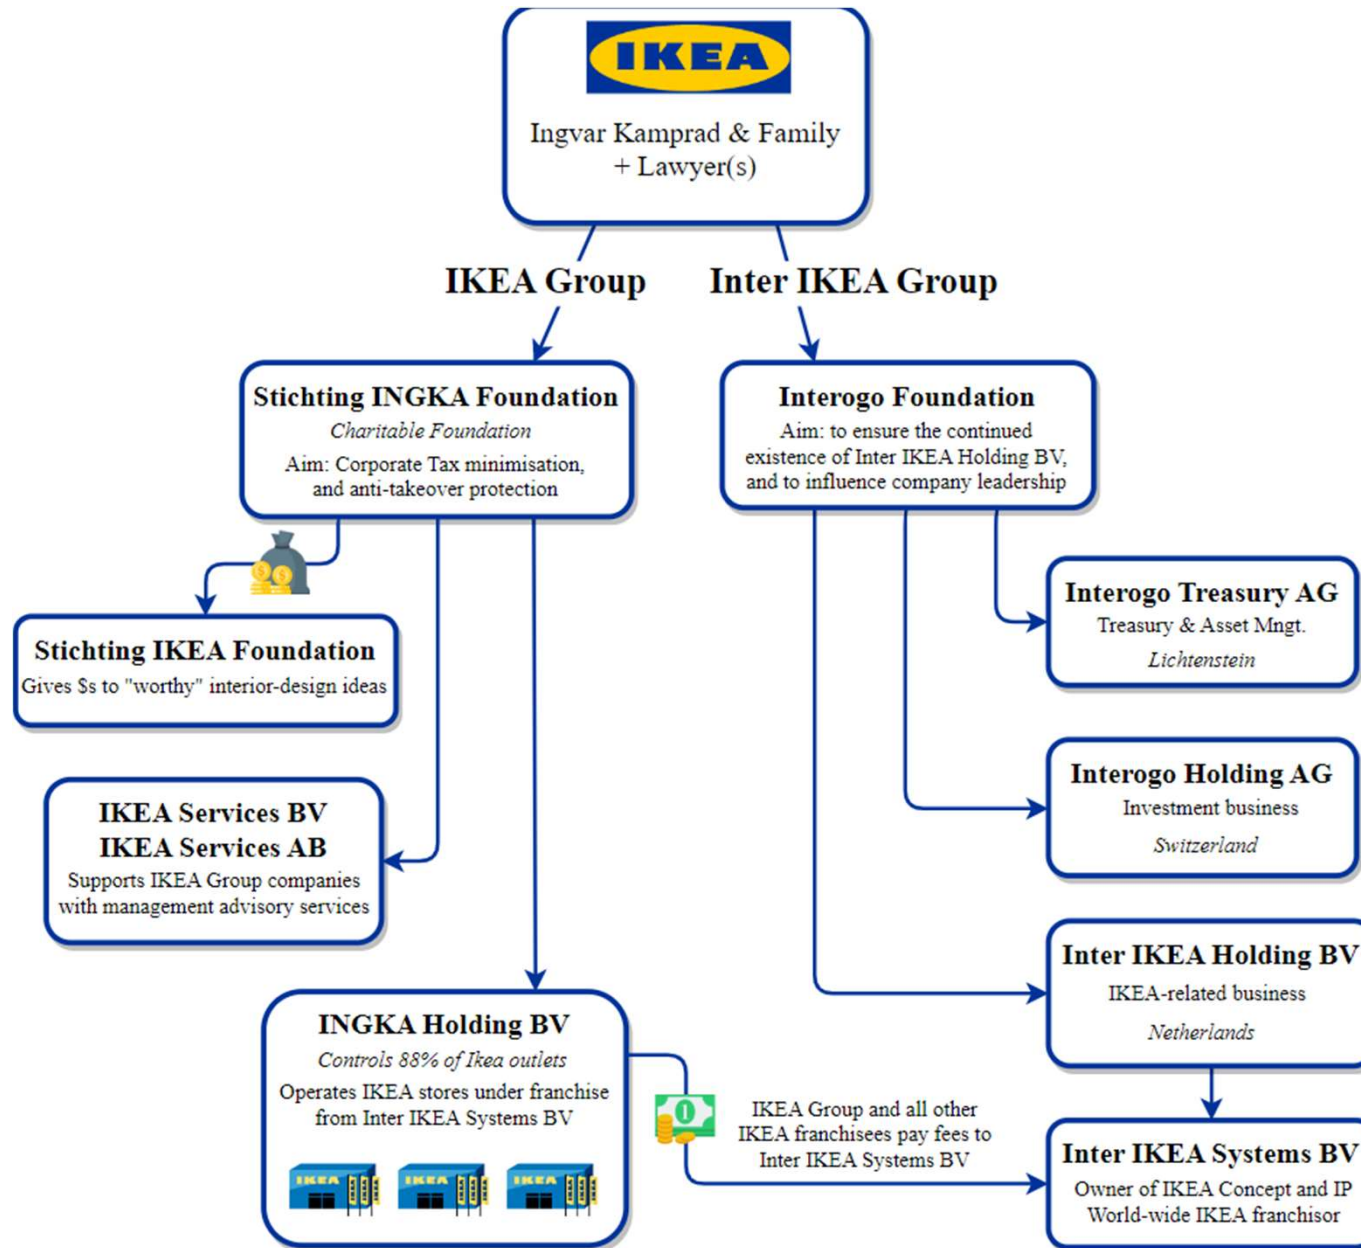 IKEA
Ingvar Kamprad & Family
+ Lawyer(s)
IKEA Group
Inter IKEA Group
Stichting INGKA Foundation
Charitable Foundation
Aim: Corporate Tax minimisation,
and anti-takeover protection
Interogo Foundation
Aim: to ensure the continued
existence of Inter IKEA Holding BV,
and to influence company leadership
Stichting IKEA Foundation
Gives $s to "worthy" interior-design ideas
Interogo Treasury AG
Treasury & Asset Mngt.
Lichtenstein
IKEA Services BV
IKEA Services AB
Supports IKEA Group companies
with management advisory services
Interogo Holding AG
Investment business
Switzerland
Inter IKEA Holding BV
IKEA-related business
Netherlands
INGKA Holding BV
Controls 88% of Ikea outlets
Operates IKEA stores under franchise
from Inter IKEA Systems BV
IKEA
IKEA
IKEA
IKEA Group and all other
IKEA franchisees pay fees to
Inter IKEA Systems BV
Inter IKEA Systems BV
Owner of IKEA Concept and IP
World-wide IKEA franchisor